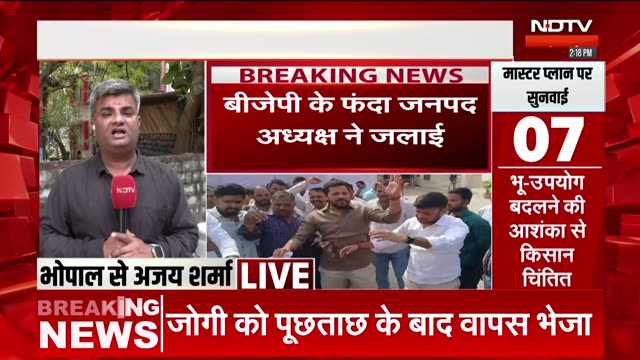 NDTV
2:18 PM
BREAKING NEWS
बीजेपी के फंदा जनपद
अध्यक्ष ने जलाई
मास्टर प्लान पर
सुनवाई
07
भू-उपयोग
बदलने की
आशंका से
किसान
चिंतित
NDTV
भोपाल से अजय शर्मा LIVE
BREAKING
NEWS
जोगी को पूछताछ के बाद वापस भेजा